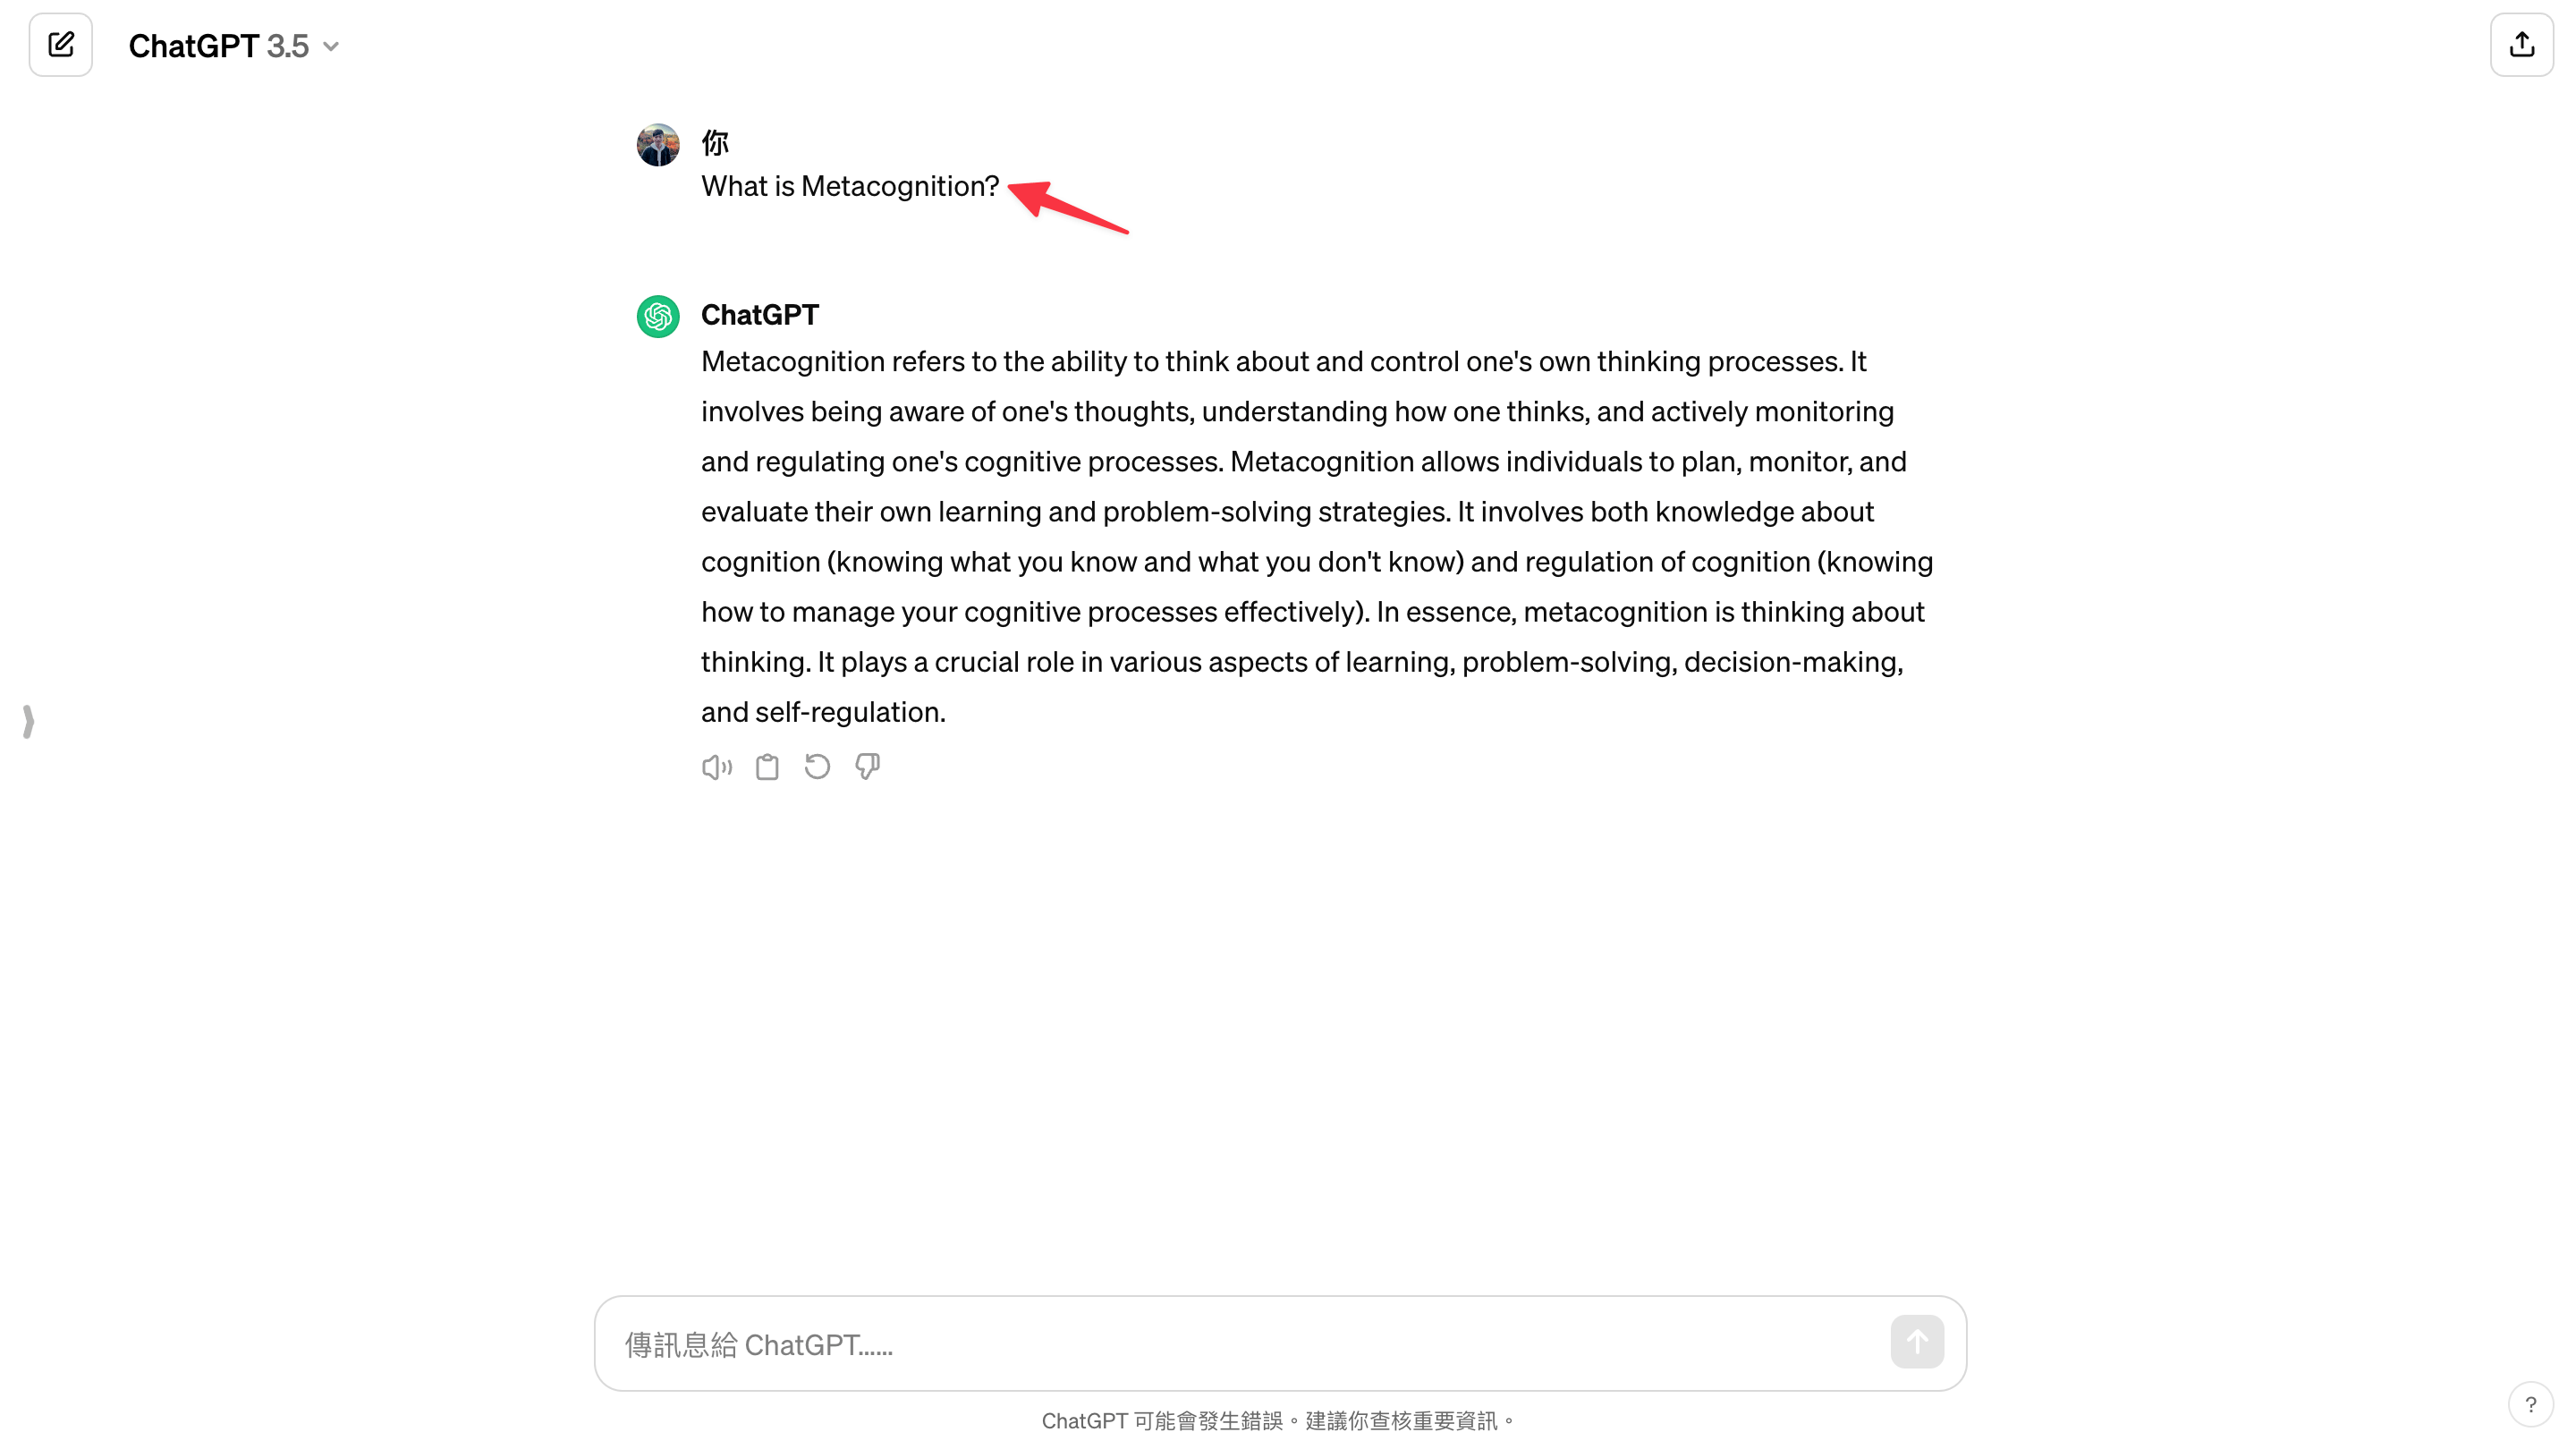 ChatGPT 3.5
你
What is Metacognition?
ChatGPT
Metacognition refers to the ability to think about and control one's own thinking processes. It
involves being aware of one's thoughts, understanding how one thinks, and actively monitoring
and regulating one's cognitive processes. Metacognition allows individuals to plan, monitor, and
evaluate their own learning and problem-solving strategies. It involves both knowledge about
cognition (knowing what you know and what you don't know) and regulation of cognition (knowing
how to manage your cognitive processes effectively). In essence, metacognition is thinking about
thinking. It plays a crucial role in various aspects of learning, problem-solving, decision-making,
and self-regulation.
傳訊息給 ChatGPT……
ChatGPT 可能會發生錯誤。建議你查核重要資訊。
?